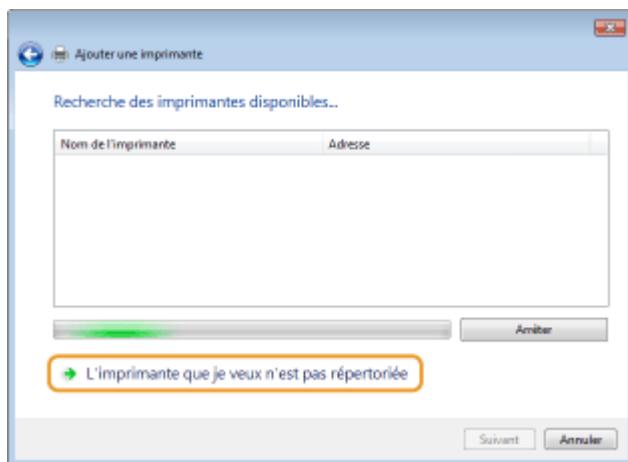 Ajouter une imprimante
Recherche des imprimantes disponibles...
Nom de l'imprimante Adresse
Arrêter
L'imprimante que je veux n'est pas répertoriée
Suivant Annuler